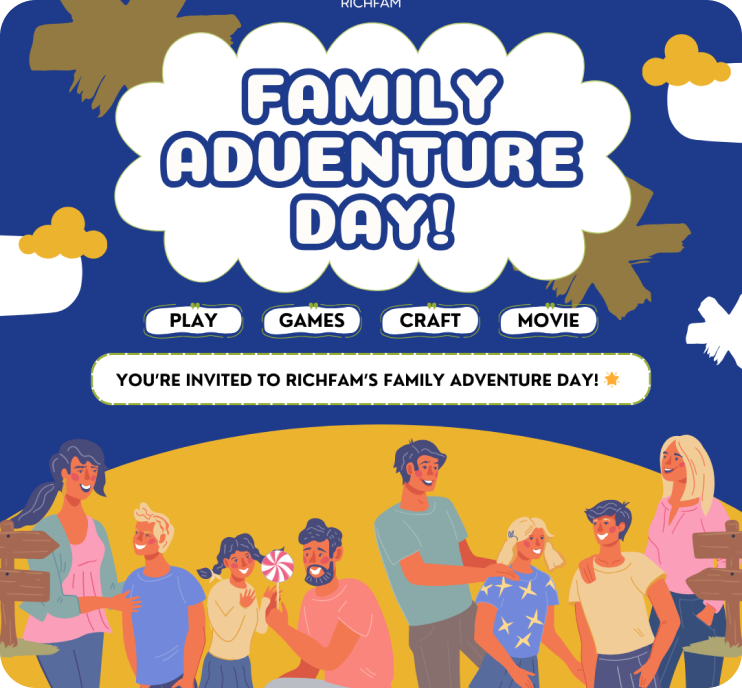 RICHFAM
FAMILY
ADVENTURE
DAY!
PLAY GAMES CRAFT MOVIE
YOU'RE INVITED TO RICHFAM'S FAMILY ADVENTURE DAY! 🌟